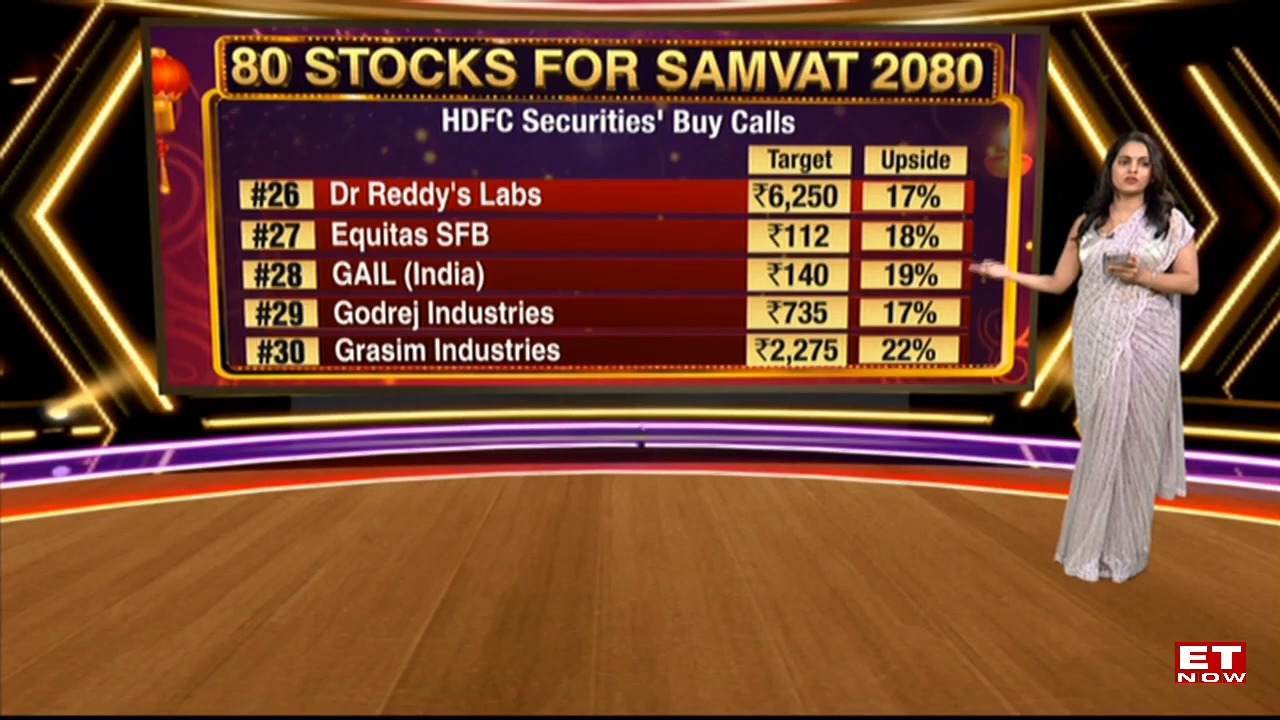 80 STOCKS FOR SAMVAT 2080
HDFC Securities' Buy Calls
Target Upside
#26 Dr Reddy's Labs ₹6,250 17%
#27 Equitas SFB ₹112 18%
#28 GAIL (India) ₹140 19%
#29 Godrej Industries ₹735 17%
#30 Grasim Industries ₹2,275 22%
ET
NOW